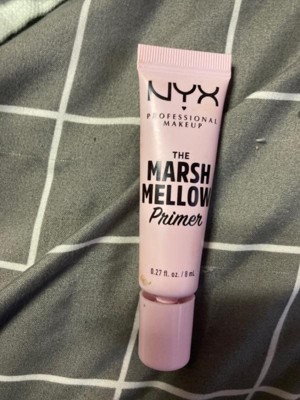 NYX
PROFESSIONAL
MAKEUP
THE
MARSH
MELLOW
Primer
0.27 fl. oz. / 8 mL